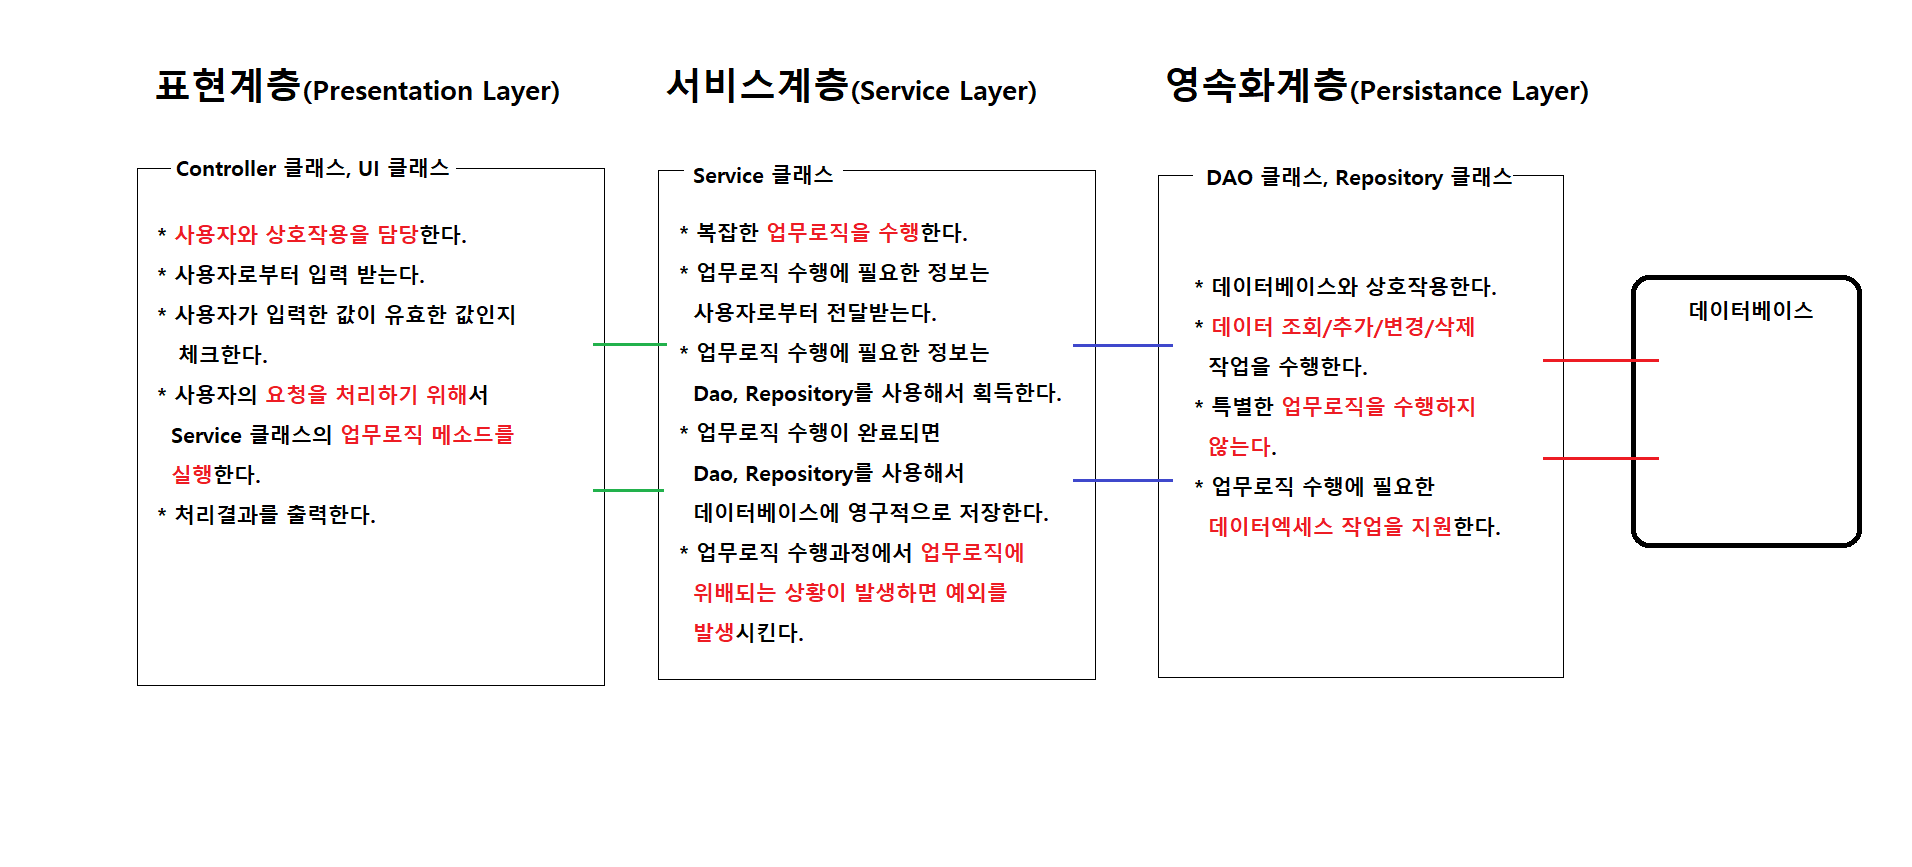 표현계층(Presentation Layer)
Controller 클래스, UI 클래스
* 사용자와 상호작용을 담당한다.
* 사용자로부터 입력 받는다.
* 사용자가 입력한 값이 유효한 값인지
체크한다.
* 사용자의 요청을 처리하기 위해서
Service 클래스의 업무로직 메소드를
실행한다.
* 처리결과를 출력한다.
서비스계층(Service Layer)
Service 클래스
* 복잡한 업무로직을 수행한다.
* 업무로직 수행에 필요한 정보는
사용자로부터 전달받는다.
* 업무로직 수행에 필요한 정보는
Dao, Repository를 사용해서 획득한다.
* 업무로직 수행이 완료되면
Dao, Repository를 사용해서
데이터베이스에 영구적으로 저장한다.
* 업무로직 수행과정에서 업무로직에
위배되는 상황이 발생하면 예외를
발생시킨다.
영속화계층(Persistance Layer)
DAO 클래스, Repository 클래스
* 데이터베이스와 상호작용한다.
* 데이터 조회/추가/변경/삭제
작업을 수행한다.
* 특별한 업무로직을 수행하지
않는다.
* 업무로직 수행에 필요한
데이터엑세스 작업을 지원한다.
데이터베이스